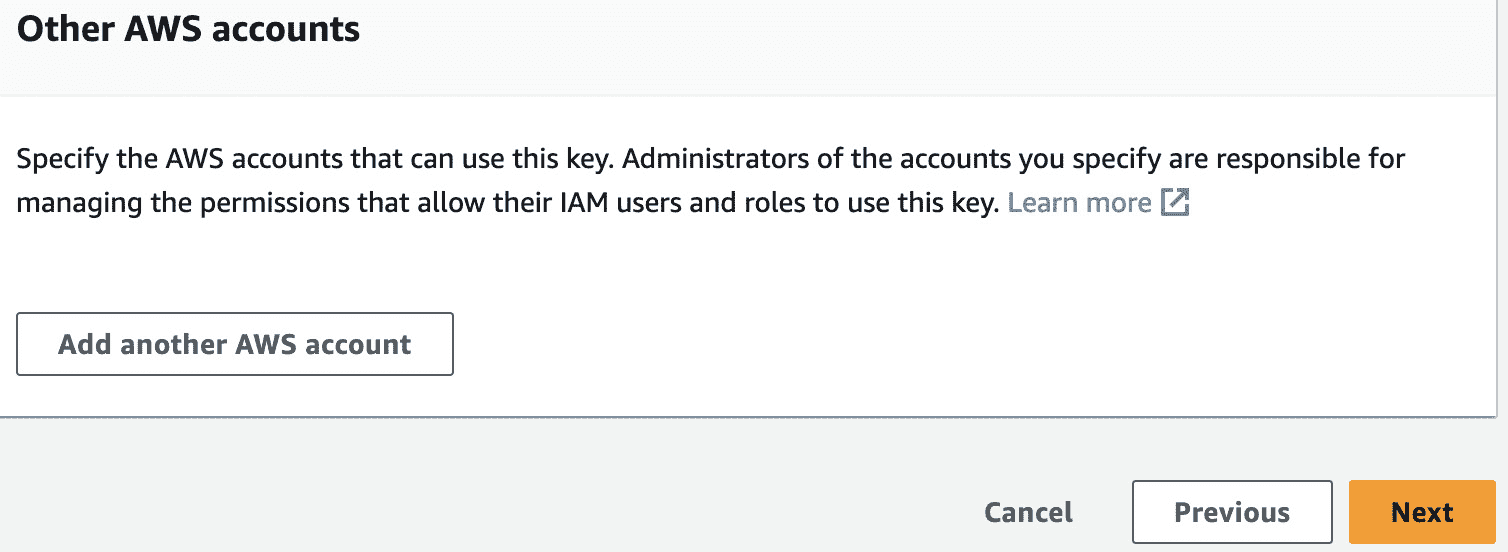 Other AWS accounts
Specify the AWS accounts that can use this key. Administrators of the accounts you specify are responsible for
managing the permissions that allow their IAM users and roles to use this key. Learn more
Add another AWS account
Cancel
Previous
Next